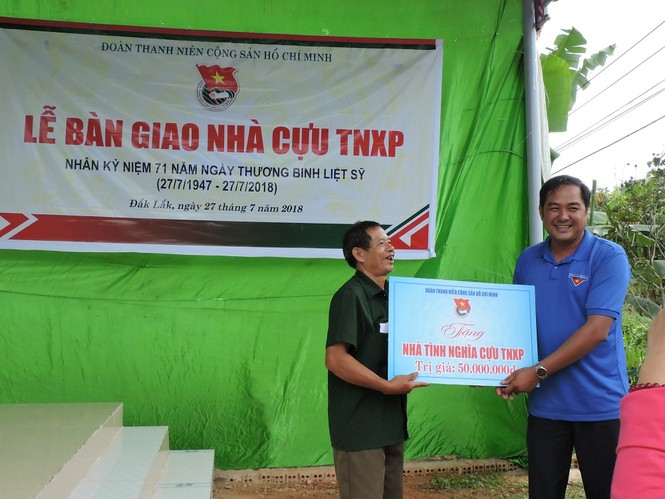 ĐOÀN THANH NIÊN CỘNG SẢN HỒ CHÍ MINH
LỄ BÀN GIAO NHÀ CỰU TNXP
NHÂN KỶ NIỆM 71 NĂM NGÀY THƯƠNG BINH LIỆT SỸ
(27/7/1947 - 27/7/2018)
Đắk Lắk, ngày 27 tháng 7 năm 2018
ĐOÀN THANH NIÊN CỘNG SẢN HỒ CHÍ MINH
Tặng
NHÀ TÌNH NGHĨA CỰU TNXP
Trị giá: 50.000.000đ